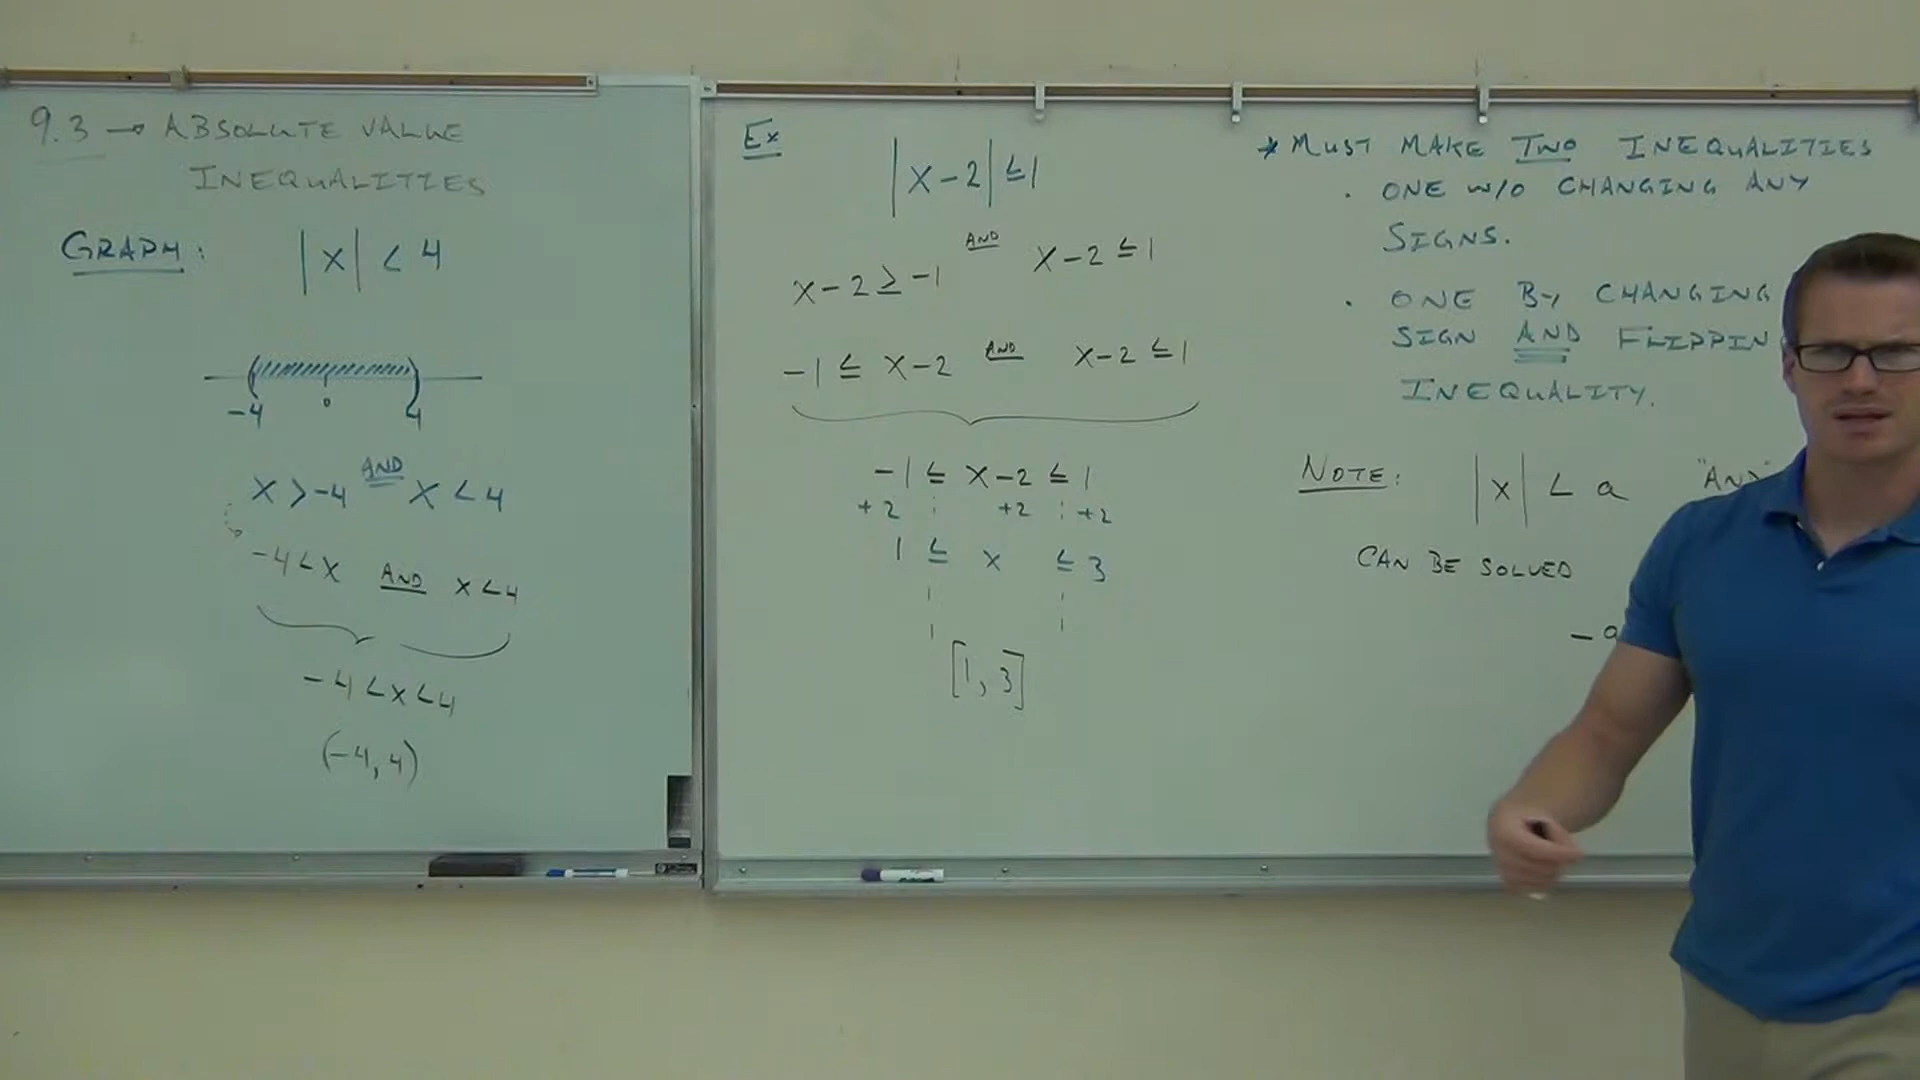 9.3 → ABSOLUTE VALUE
INEQUALITIES
GRAPH: |x| < 4
-4 0 4
x > -4 AND x < 4
-4 < x AND x < 4
-4 < x < 4
(-4, 4)
Ex
|x-2| ≤ 1
x-2 ≥ -1 AND x-2 ≤ 1
-1 ≤ x-2 AND x-2 ≤ 1
-1 ≤ x-2 ≤ 1
+2 +2 +2
1 ≤ x ≤ 3
[1, 3]
* MUST MAKE TWO INEQUALITIES
· ONE W/O CHANGING ANY
SIGNS.
· ONE BY CHANGING
SIGN AND FLIPPIN
INEQUALITY.
NOTE: |x| < a "AND"
CAN BE SOLVED
-a